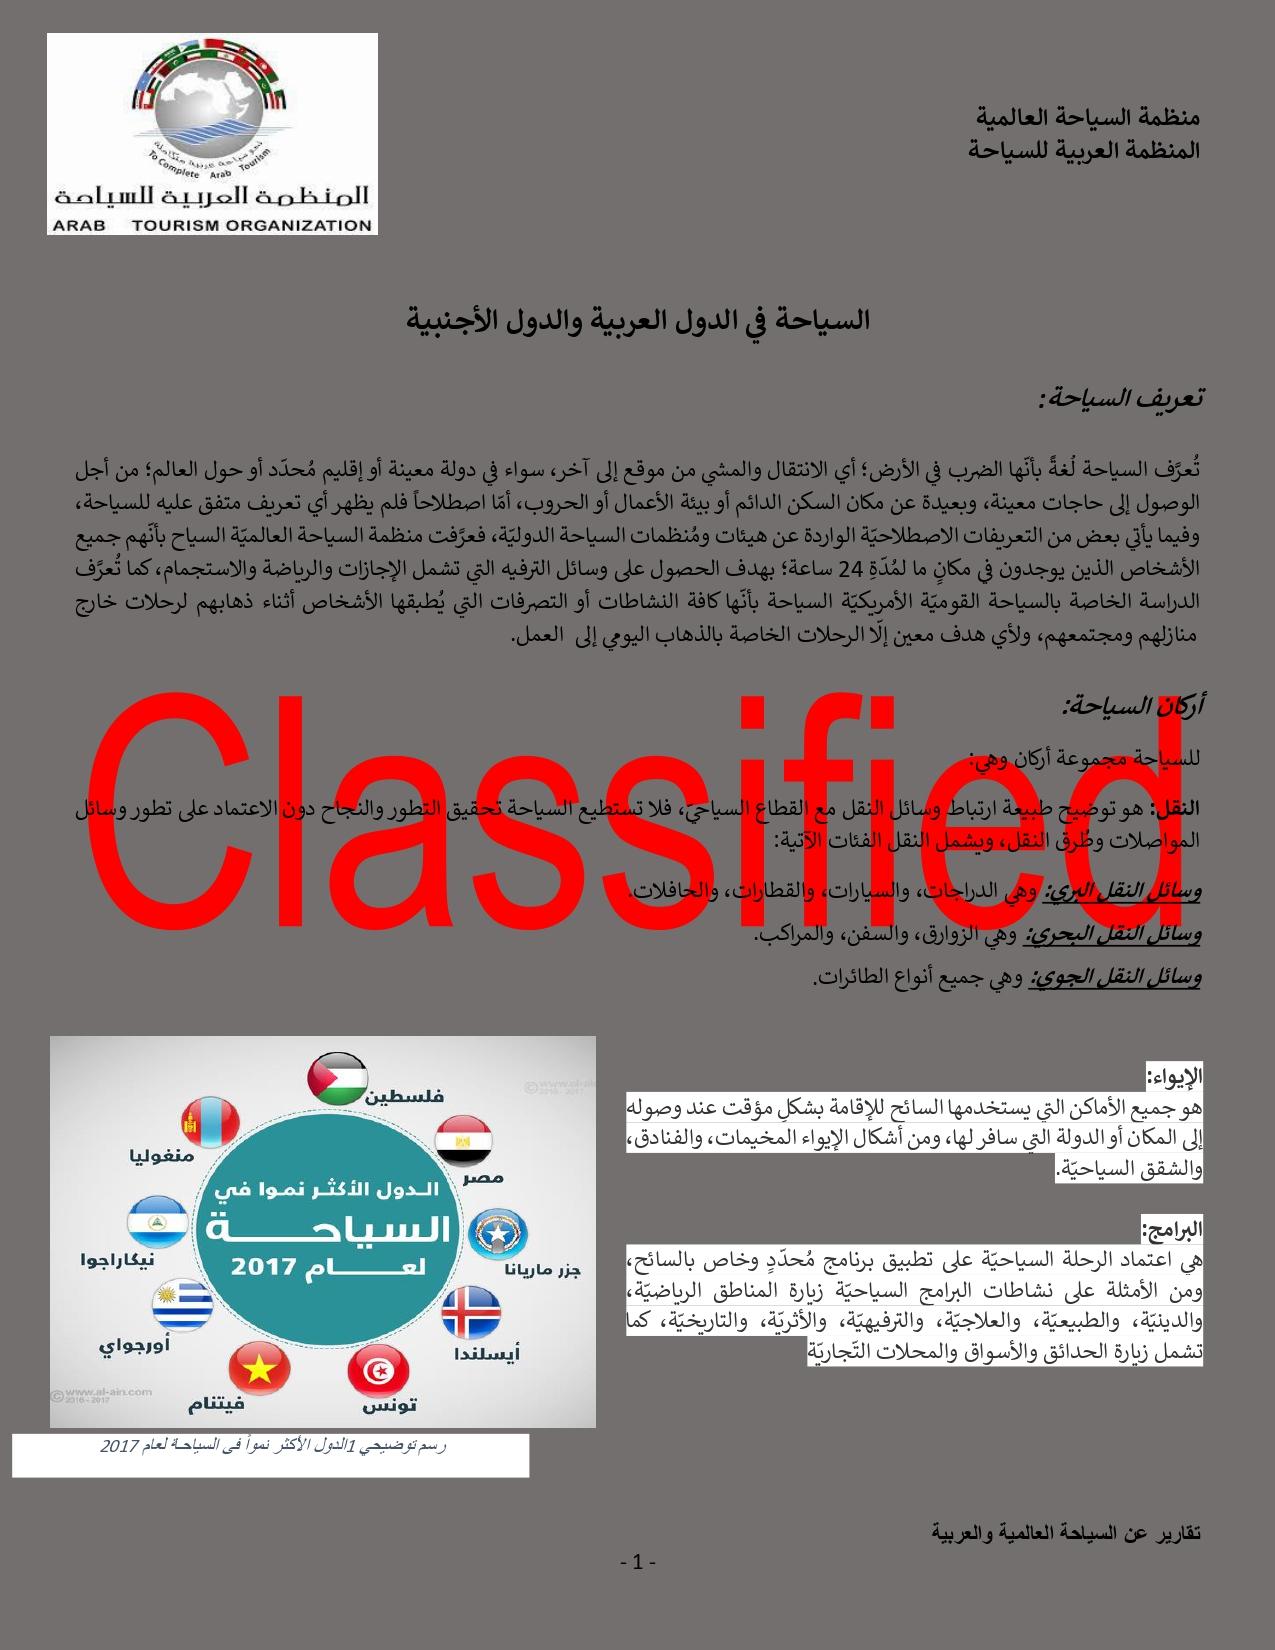 منظمة السياحة العالمية
المنظمة العربية للسياحة
نحو سياحة عربية متكاملة
To Complete Arab Tourism
المنظمة العربية للسياحة
ARAB TOURISM ORGANIZATION
السياحة في الدول العربية والدول الأجنبية
تعريف السياحة:
تُعرَّف السياحة لُغةً بأنّها الضرب في الأرض؛ أي الانتقال والمشي من موقع إلى آخر، سواء في دولة معينة أو إقليم مُحدّد أو حول العالم؛ من أجل
الوصول إلى حاجات معينة، وبعيدة عن مكان السكن الدائم أو بيئة الأعمال أو الحروب، أمّا اصطلاحاً فلم يظهر أي تعريف متفق عليه للسياحة،
وفيما يأتي بعض من التعريفات الاصطلاحيّة الواردة عن هيئات ومُنظمات السياحة الدوليّة، فعرَّفت منظمة السياحة العالميّة السياح بأنّهم جميع
الأشخاص الذين يوجدون في مكانٍ ما لمُدّةِ 24 ساعة؛ بهدف الحصول على وسائل الترفيه التي تشمل الإجازات والرياضة والاستجمام، كما تُعرَّف
الدراسة الخاصة بالسياحة القوميّة الأمريكيّة السياحة بأنّها كافة النشاطات أو التصرفات التي يُطبقها الأشخاص أثناء ذهابهم لرحلات خارج
منازلهم ومجتمعهم، ولأي هدف معين إلّا الرحلات الخاصة بالذهاب اليومي إلى العمل.
Classified
أركان السياحة:
للسياحة مجموعة أركان وهي:
النقل: هو توضيح طبيعة ارتباط وسائل النقل مع القطاع السياحيّ، فلا تستطيع السياحة تحقيق التطور والنجاح دون الاعتماد على تطور وسائل
المواصلات وطُرق النقل، ويشمل النقل الفئات الآتية:
وسائل النقل البري: وهي الدراجات، والسيارات، والقطارات، والحافلات.
وسائل النقل البحري: وهي الزوارق، والسفن، والمراكب.
وسائل النقل الجوي: وهي جميع أنواع الطائرات.
الإيواء:
هو جميع الأماكن التي يستخدمها السائح للإقامة بشكلٍ مؤقت عند وصوله
إلى المكان أو الدولة التي سافر لها، ومن أشكال الإيواء المخيمات، والفنادق،
والشقق السياحيّة.
البرامج:
هي اعتماد الرحلة السياحيّة على تطبيق برنامج مُحدّدٍ وخاص بالسائح،
ومن الأمثلة على نشاطات البرامج السياحيّة زيارة المناطق الرياضيّة،
والدينيّة، والطبيعيّة، والعلاجيّة، والترفيهيّة، والأثريّة، والتاريخيّة، كما
تشمل زيارة الحدائق والأسواق والمحلات التّجاريّة
© www.al-ain.com
2016 - 2017
فلسطين
منغوليا
مصر
الدول الأكثر نموا في
السياحة
لعام 2017
نيكاراجوا
جزر ماريانا
أورجواي
أيسلندا
فيتنام
تونس
© www.al-ain.com
2016 - 2017
رسم توضيحي 1الدول الأكثر نمواً في السياحة لعام 2017
تقارير عن السياحة العالمية والعربية
- 1 -